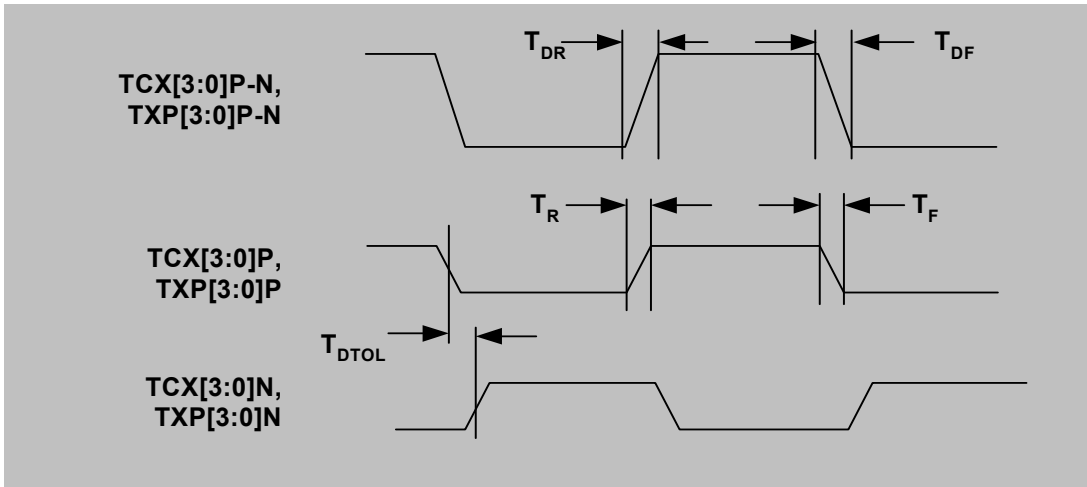 T_DR
T_DF
TCX[3:0]P-N,
TXP[3:0]P-N
T_R
T_F
TCX[3:0]P,
TXP[3:0]P
T_DTOL
TCX[3:0]N,
TXP[3:0]N